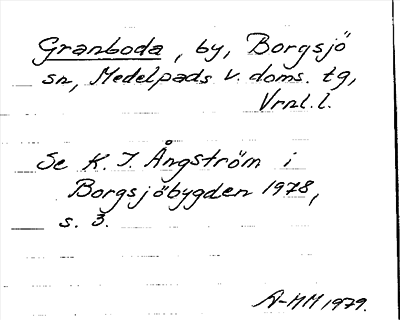 Granboda, by, Borgsjö
sn, Medelpads v. doms. tg,
Vrnl. l.
Se K. J. Ångström i
Borgsjöbygden 1978,
s. 3.
A-MM 1979.